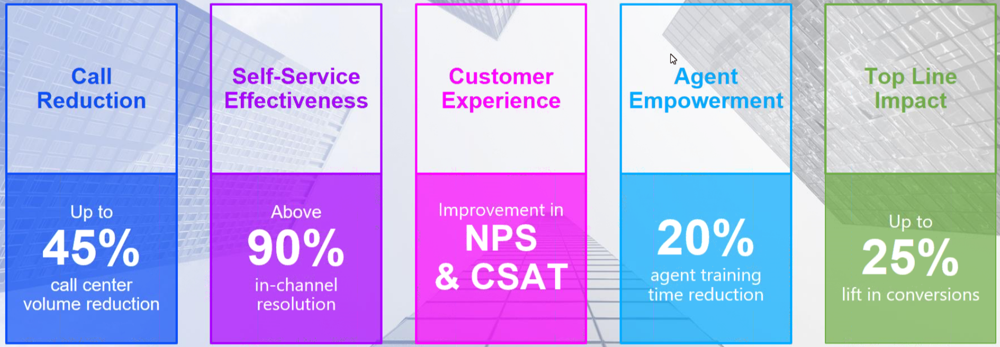 Call
Reduction
Up to
45%
call center
volume reduction
Self-Service
Effectiveness
Above
90%
in-channel
resolution
Customer
Experience
Improvement in
NPS
& CSAT
Agent
Empowerment
20%
agent training
time reduction
Top Line
Impact
Up to
25%
lift in conversions